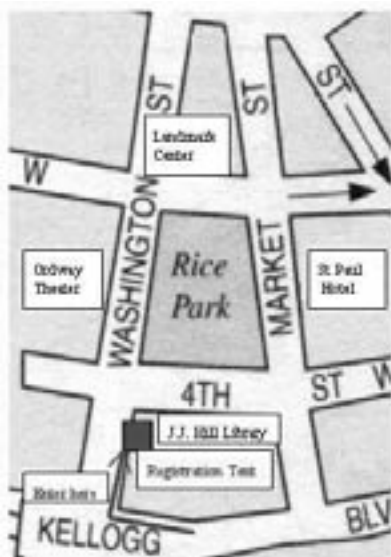 ST
ST
ST
Landmark
Center
W
WASHINGTON
Ordway
Theater
Rice
Park
MARKET
St. Paul
Hotel
4TH
ST W
J.J. Hill Library
Registration Tent
KELLOGG
BLV